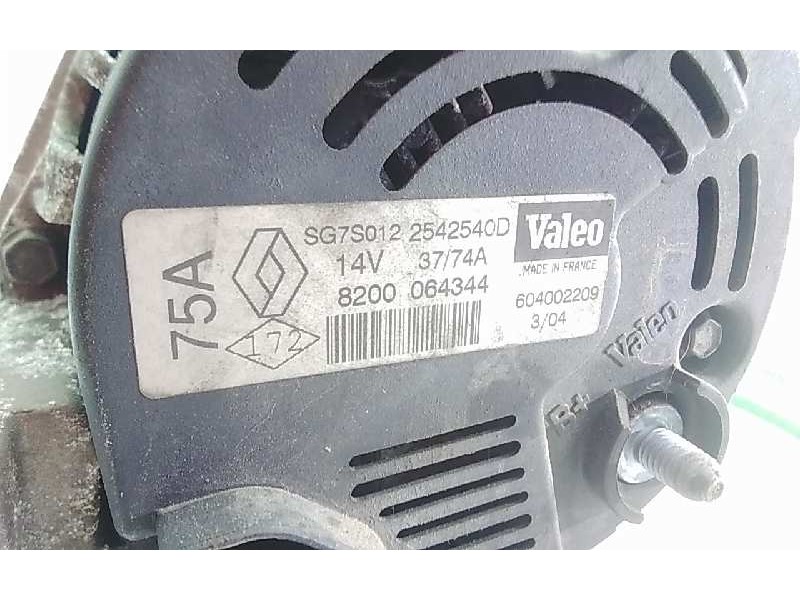 75A
SG7S012 2542540D
14V 37/74A
8200 064344
172
Valeo
MADE IN FRANCE
604002209
3/04
Valeo
B+